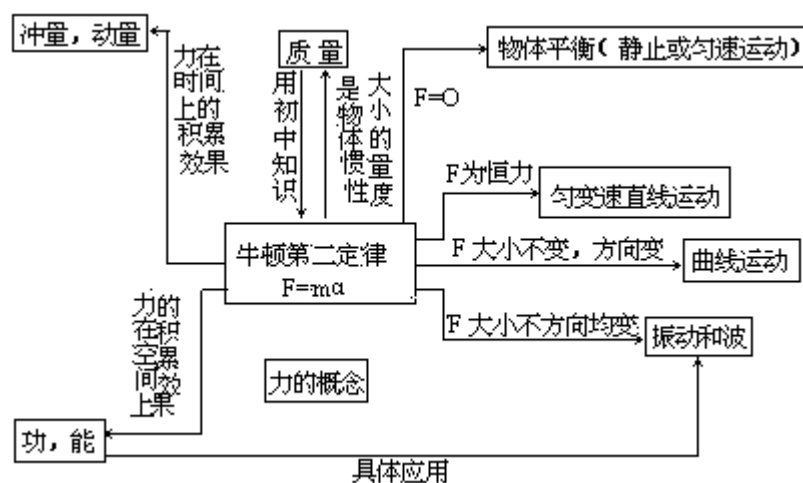 冲量，动量
力在
时间
上的
积累
效果
质量
用初中知识
是物体惯性
大小的量度
F=O
物体平衡（静止或匀速运动）
F为恒力
匀变速直线运动
牛顿第二定律
F=ma
F 大小不变，方向变
曲线运动
F 大小不方向均变
振动和波
力的
在积
空累
间效
上果
力的概念
功，能
具体应用